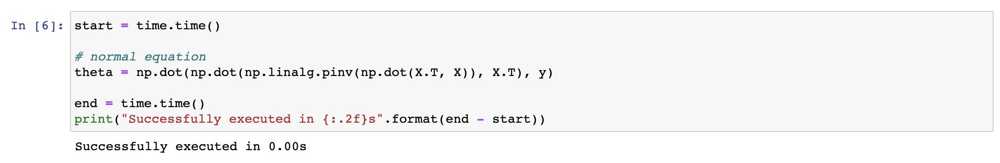 In [6]: start = time.time()
# normal equation
theta = np.dot(np.dot(np.linalg.pinv(np.dot(X.T, X)), X.T), y)
end = time.time()
print("Successfully executed in {:.2f}s".format(end - start))
Successfully executed in 0.00s